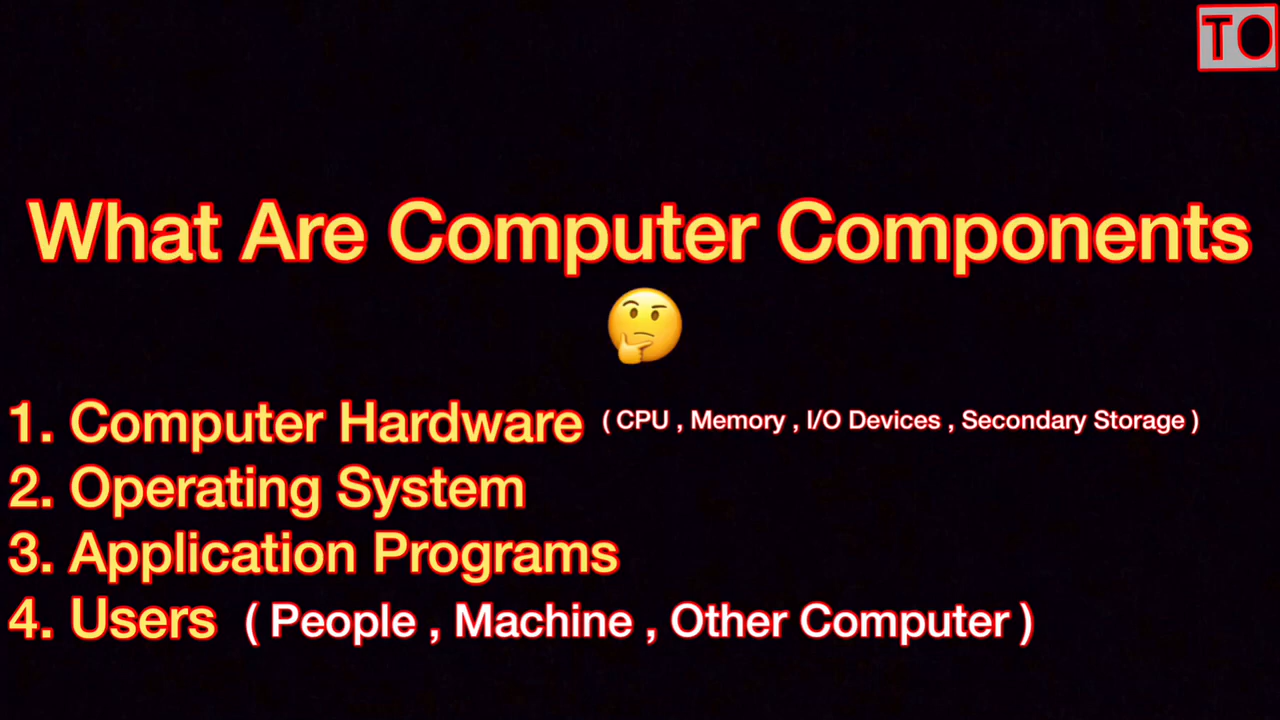 TO
What Are Computer Components
🤔
1. Computer Hardware ( CPU , Memory , I/O Devices , Secondary Storage )
2. Operating System
3. Application Programs
4. Users ( People , Machine , Other Computer )